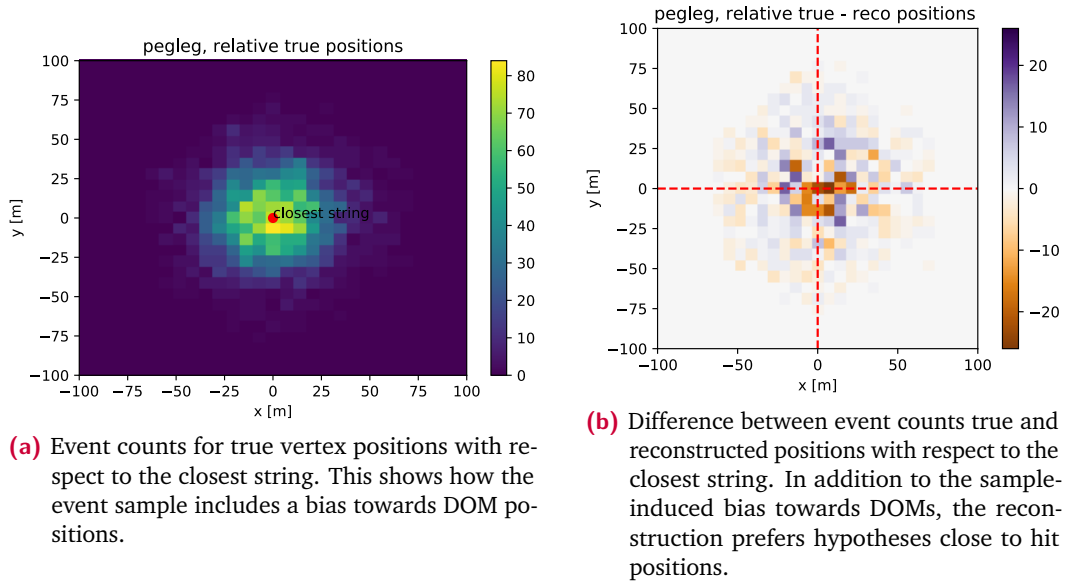 pegleg, relative true positions
100
75
50
25
0
−25
−50
−75
−100
y [m]
closest string
−100 −75 −50 −25 0 25 50 75 100
x [m]
80
70
60
50
40
30
20
10
0
(a) Event counts for true vertex positions with re-
spect to the closest string. This shows how the
event sample includes a bias towards DOM po-
sitions.
pegleg, relative true - reco positions
100
75
50
25
0
−25
−50
−75
−100
y [m]
−100 −50 0 50 100
x [m]
20
10
0
−10
−20
(b) Difference between event counts true and
reconstructed positions with respect to the
closest string. In addition to the sample-
induced bias towards DOMs, the recon-
struction prefers hypotheses close to hit
positions.